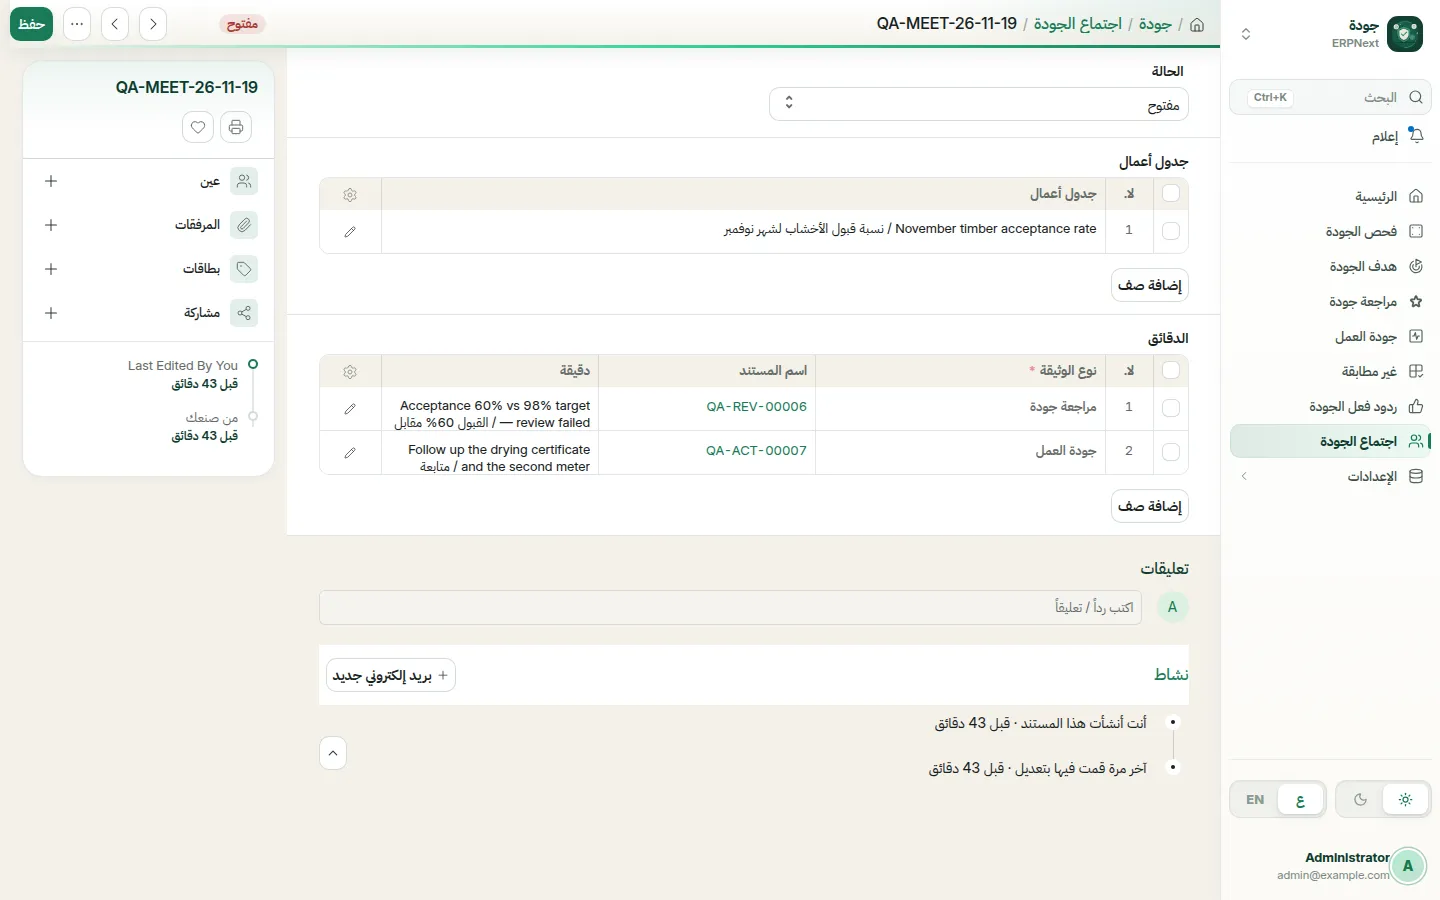 جودة
ERPNext
البحث
Ctrl+K
إعلام
الرئيسية
فحص الجودة
هدف الجودة
مراجعة جودة
جودة العمل
غير مطابقة
ردود فعل الجودة
اجتماع الجودة
الإعدادات
ع
EN
Administrator
admin@example.com
A
جودة / اجتماع الجودة / QA-MEET-26-11-19
مفتوح
حفظ
الحالة
مفتوح
جدول أعمال
لا. جدول أعمال
1 November timber acceptance rate / نسبة قبول الأخشاب لشهر نوفمبر
إضافة صف
الدقائق
لا. نوع الوثيقة * اسم المستند دقيقة
1 مراجعة جودة QA-REV-00006 Acceptance 60% vs 98% target
— review failed / القبول 60% مقابل
2 جودة العمل QA-ACT-00007 Follow up the drying certificate
and the second meter / متابعة
إضافة صف
تعليقات
A
اكتب رداً / تعليقاً
نشاط
+ بريد إلكتروني جديد
أنت أنشأت هذا المستند · قبل 43 دقائق
آخر مرة قمت فيها بتعديل · قبل 43 دقائق
QA-MEET-26-11-19
عين
المرفقات
بطاقات
مشاركة
Last Edited By You
قبل 43 دقائق
من صنعك
قبل 43 دقائق